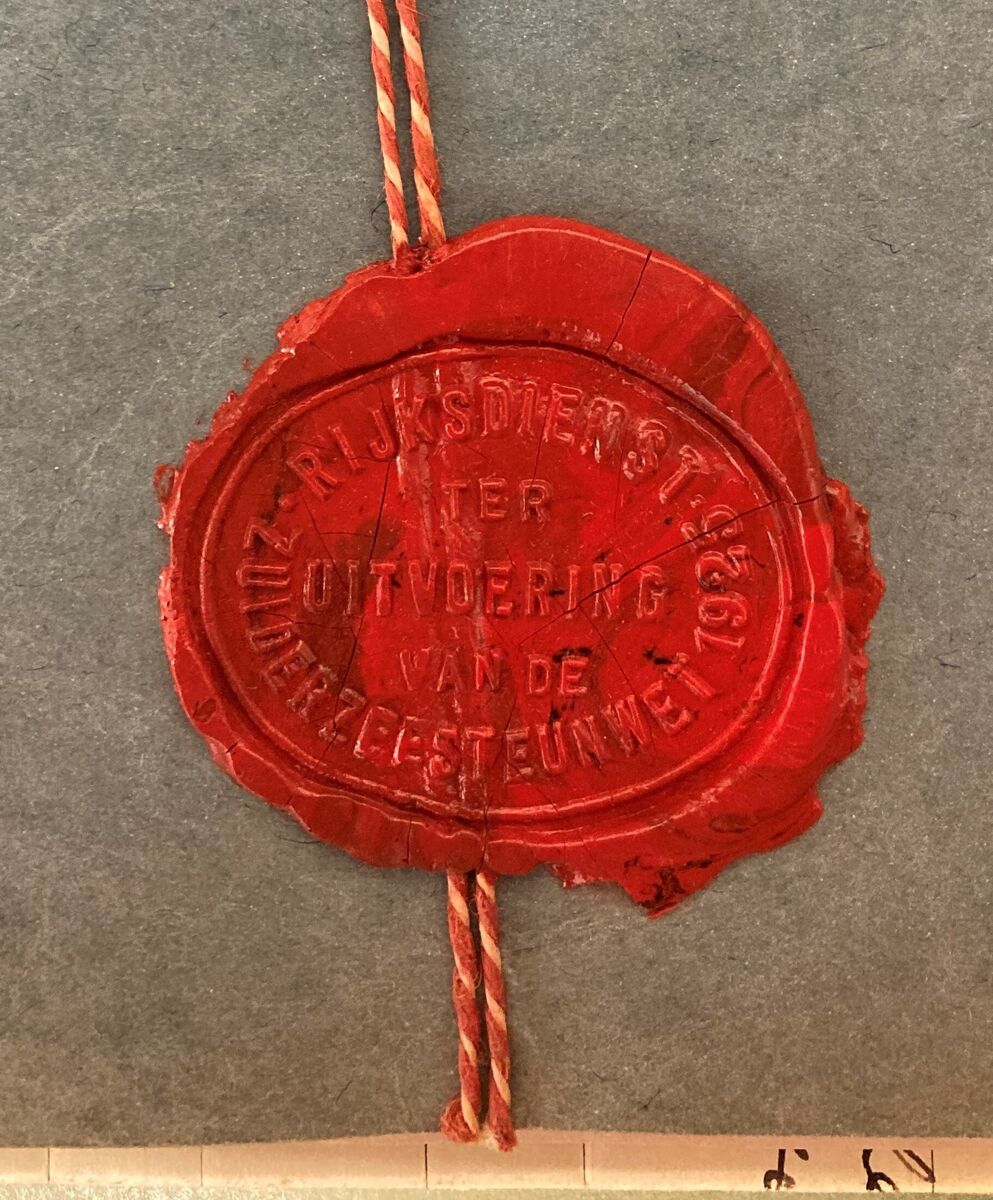 RIJKSDIENST
TER
UITVOERING
VAN DE
ZUIDERZEESTEUNWET 1925